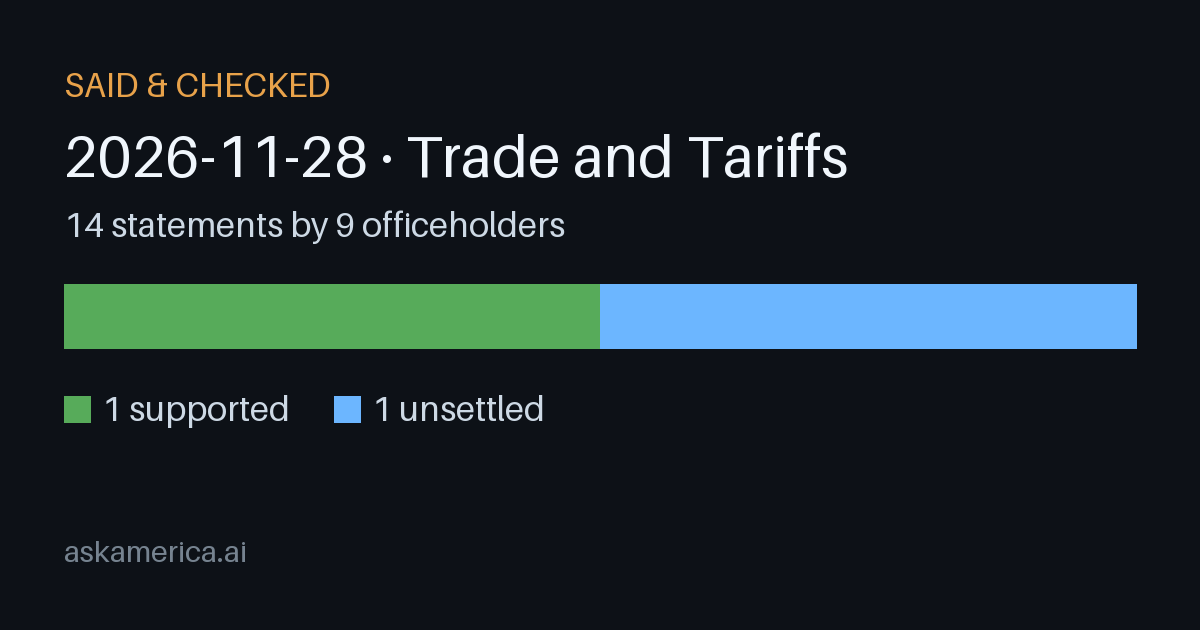 SAID & CHECKED
2026-11-28 · Trade and Tariffs
14 statements by 9 officeholders
1 supported 1 unsettled
askamerica.ai